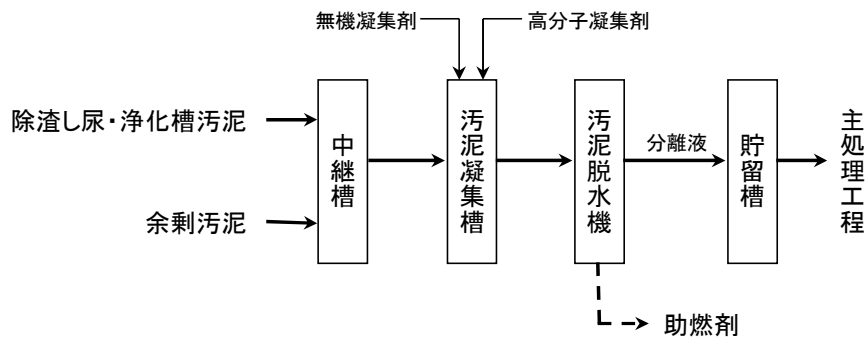 無機凝集剤
高分子凝集剤
除渣し尿・浄化槽汚泥
余剰汚泥
中継槽
汚泥凝集槽
汚泥脱水機
分離液
貯留槽
主処理工程
助燃剤